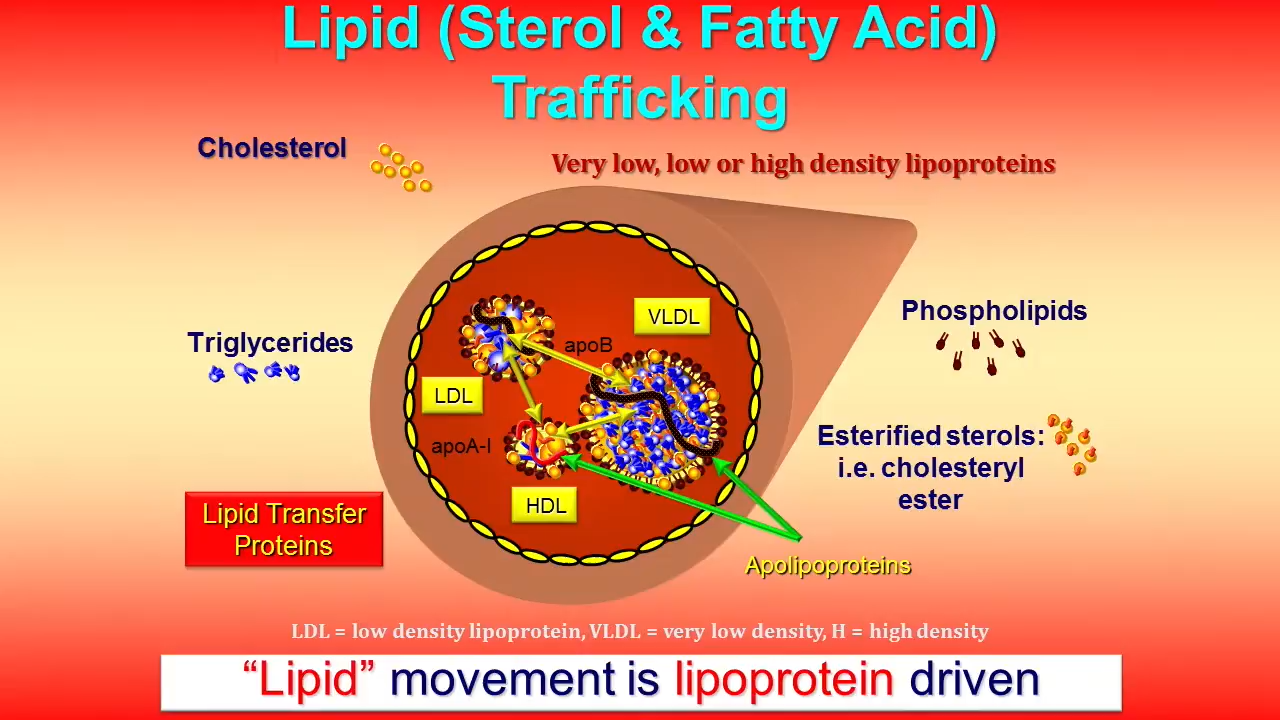 Lipid (Sterol & Fatty Acid)
Trafficking
Cholesterol
Very low, low or high density lipoproteins
VLDL
Phospholipids
Triglycerides
apoB
LDL
apoA-I
Esterified sterols:
i.e. cholesteryl
ester
HDL
Lipid Transfer
Proteins
Apolipoproteins
LDL = low density lipoprotein, VLDL = very low density, H = high density
“Lipid” movement is lipoprotein driven